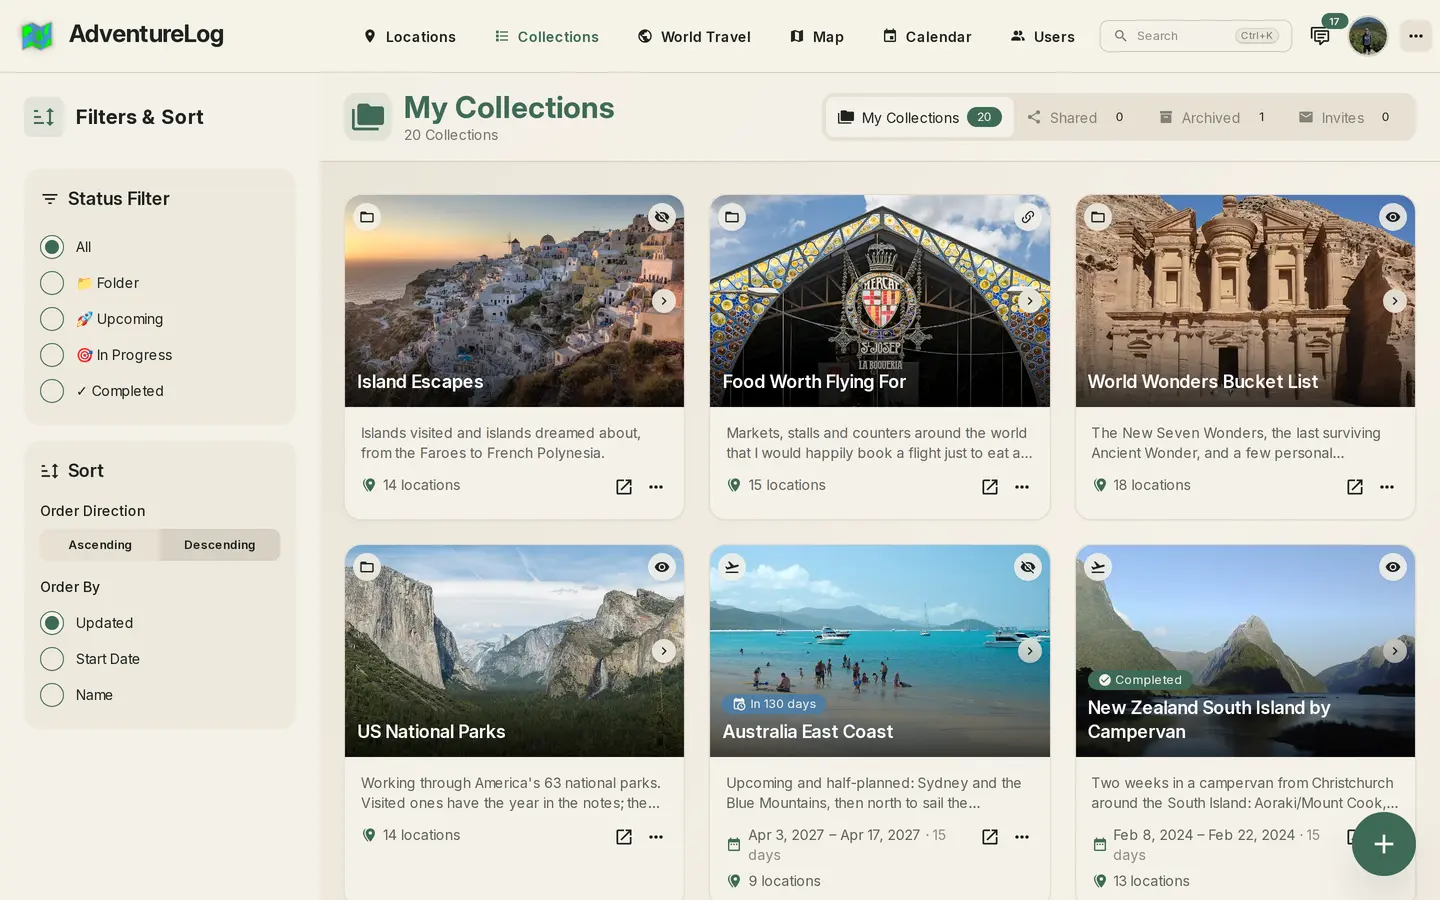 AdventureLog
Locations
Collections
World Travel
Map
Calendar
Users
Search
Ctrl+K
17
Filters & Sort
My Collections
20 Collections
My Collections 20
Shared 0
Archived 1
Invites 0
Status Filter
All
📁 Folder
🚀 Upcoming
🎯 In Progress
✓ Completed
Sort
Order Direction
Ascending
Descending
Order By
Updated
Start Date
Name
Island Escapes
Islands visited and islands dreamed about,
from the Faroes to French Polynesia.
14 locations
MERCAT
ST JOSEP
LA BOQUERIA
Food Worth Flying For
Markets, stalls and counters around the world
that I would happily book a flight just to eat a...
15 locations
World Wonders Bucket List
The New Seven Wonders, the last surviving
Ancient Wonder, and a few personal...
18 locations
US National Parks
Working through America's 63 national parks.
Visited ones have the year in the notes; the...
14 locations
In 130 days
Australia East Coast
Upcoming and half-planned: Sydney and the
Blue Mountains, then north to sail the...
Apr 3, 2027 – Apr 17, 2027 · 15
days
9 locations
Completed
New Zealand South Island by
Campervan
Two weeks in a campervan from Christchurch
around the South Island: Aoraki/Mount Cook,...
Feb 8, 2024 – Feb 22, 2024 · 15
days
13 locations